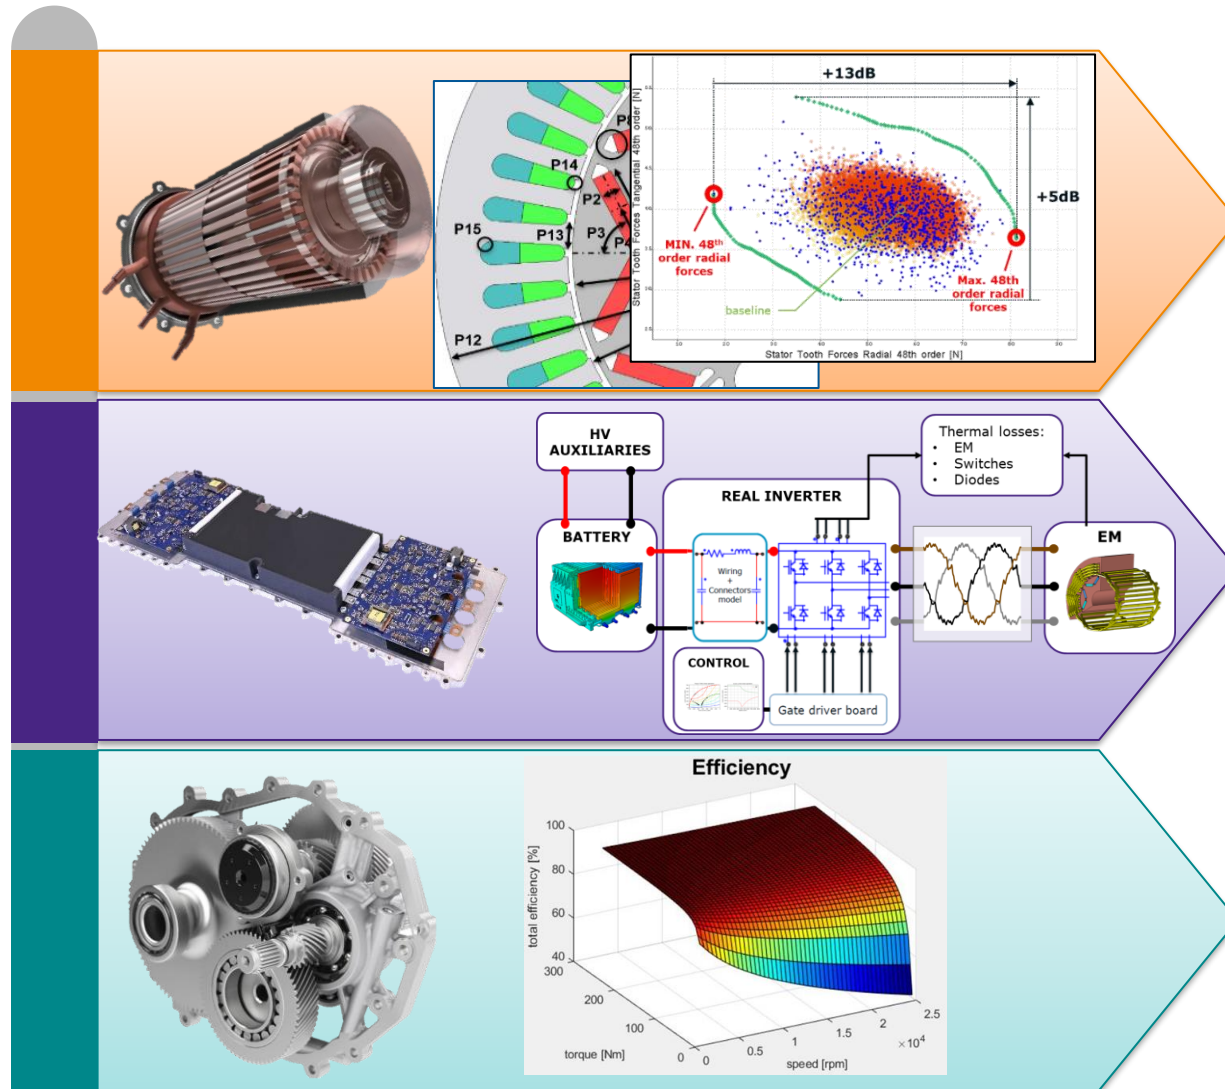 P8
P14
P2
P15
P13
P3
P4
P12
+13dB
+5dB
Stator Tooth Forces Tangential 48th order [N]
MIN. 48th
order radial
forces
Max. 48th
order radial
forces
baseline
Stator Tooth Forces Radial 48th order [N]
HV
AUXILIARIES
Thermal losses:
• EM
• Switches
• Diodes
REAL INVERTER
BATTERY
EM
Wiring
+
Connectors
model
CONTROL
Gate driver board
Efficiency
total efficiency [%]
100
80
60
40
300
200
100
0
torque [Nm]
0
0.5
1
1.5
2
2.5
×10⁴
speed [rpm]